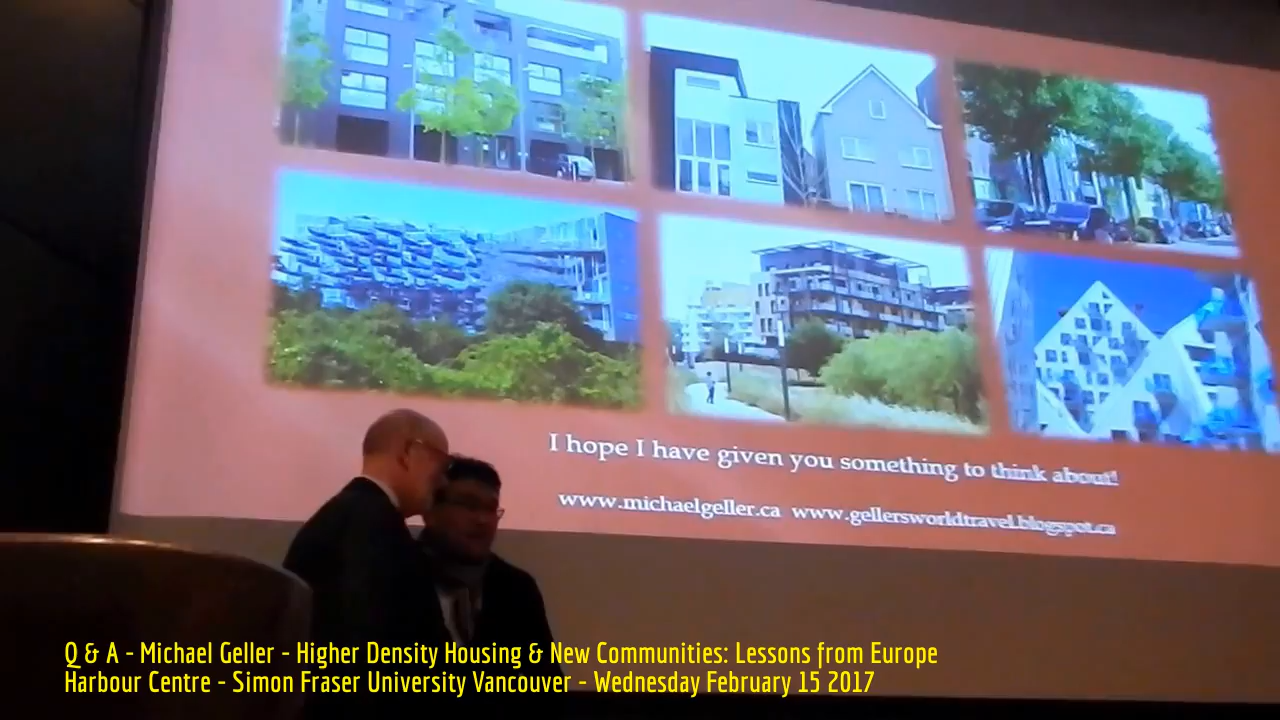 I hope I have given you something to think about!
www.michaelgeller.ca www.gellersworldtravel.blogspot.ca
Q & A - Michael Geller - Higher Density Housing & New Communities: Lessons from Europe
Harbour Centre - Simon Fraser University Vancouver - Wednesday February 15 2017